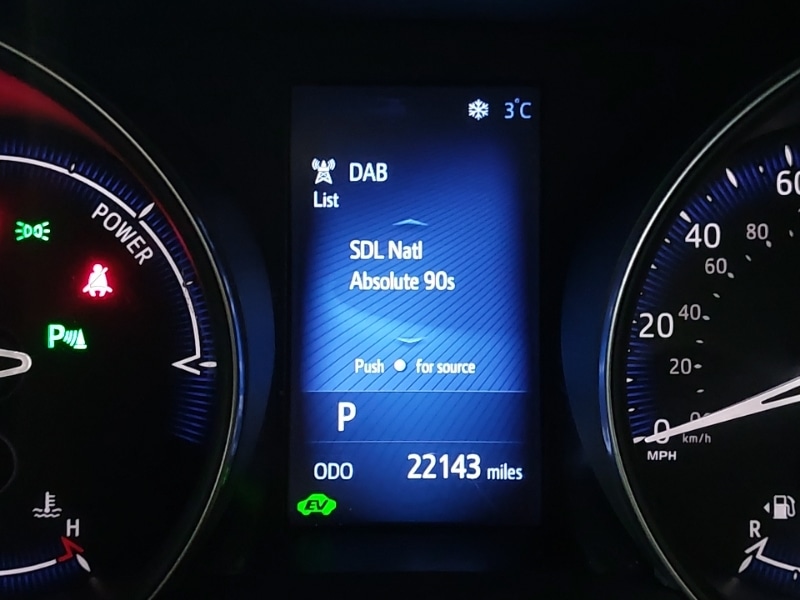 3°C
DAB
List
SDL Natl
Absolute 90s
Push for source
P
ODO 22143 miles
EV
POWER
P
H
60
80
40
60
40
20
20
0
km/h
MPH
R